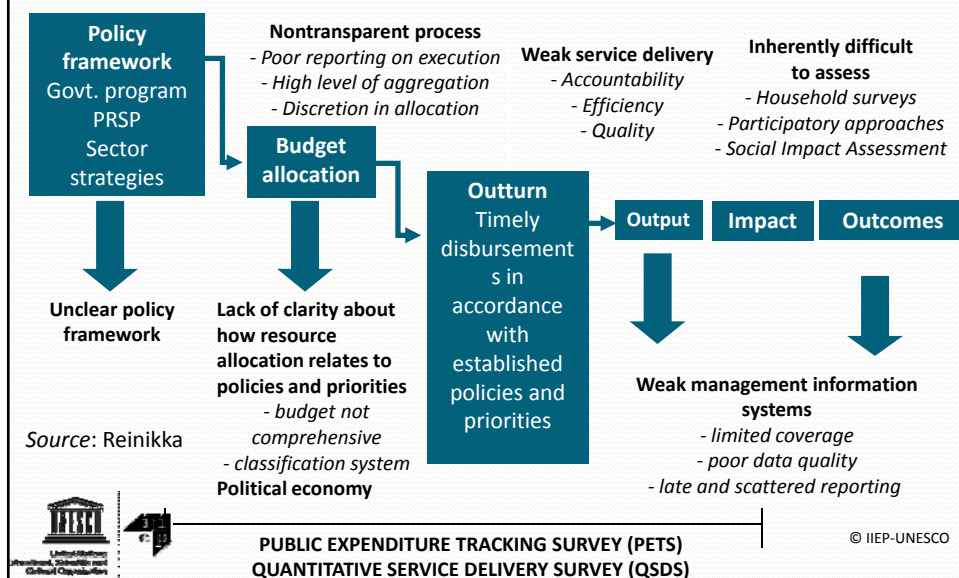 Policy
framework
Govt. program
PRSP
Sector
strategies
Nontransparent process
- Poor reporting on execution
- High level of aggregation
- Discretion in allocation
Weak service delivery
- Accountability
- Efficiency
- Quality
Inherently difficult
to assess
- Household surveys
- Participatory approaches
- Social Impact Assessment
Budget
allocation
Outturn
Timely
disbursement
s in
accordance
with
established
policies and
priorities
Output
Impact
Outcomes
Unclear policy
framework
Lack of clarity about
how resource
allocation relates to
policies and priorities
- budget not
comprehensive
- classification system
Political economy
Weak management information
systems
- limited coverage
- poor data quality
- late and scattered reporting
Source: Reinikka
United Nations
Cultural Organization
PUBLIC EXPENDITURE TRACKING SURVEY (PETS)
QUANTITATIVE SERVICE DELIVERY SURVEY (QSDS)
© IIEP-UNESCO